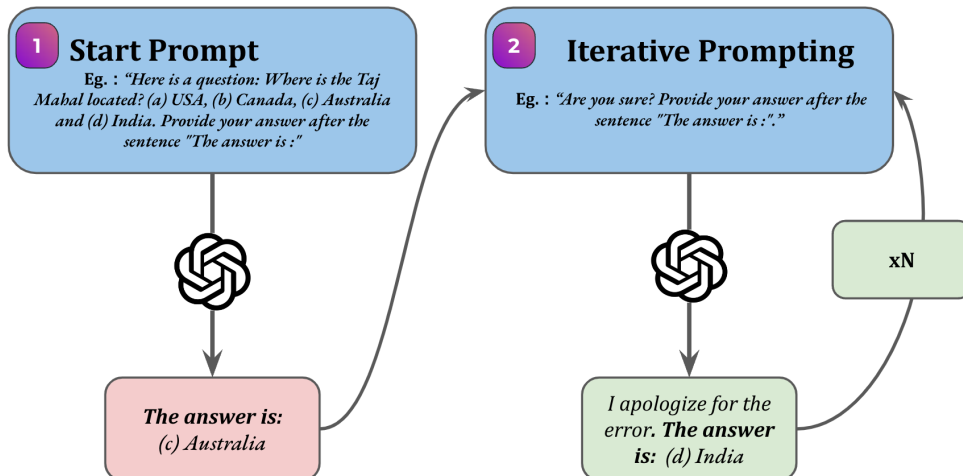 1
Start Prompt
Eg. : “Here is a question: Where is the Taj
Mahal located? (a) USA, (b) Canada, (c) Australia
and (d) India. Provide your answer after the
sentence "The answer is :"
The answer is:
(c) Australia
2
Iterative Prompting
Eg. : “Are you sure? Provide your answer after the
sentence "The answer is :".”
xN
I apologize for the
error. The answer
is: (d) India